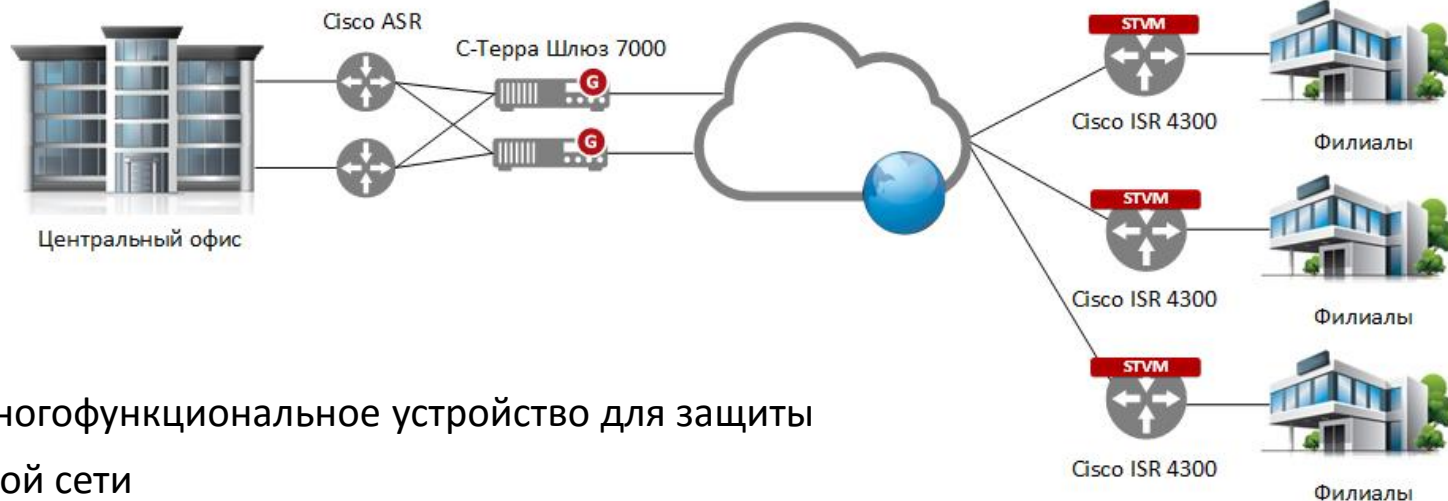 Cisco ASR
С-Терра Шлюз 7000
G
G
Центральный офис
STVM
Cisco ISR 4300
Филиалы
STVM
Cisco ISR 4300
Филиалы
STVM
Cisco ISR 4300
Филиалы
ногофункциональное устройство для защиты
ой сети